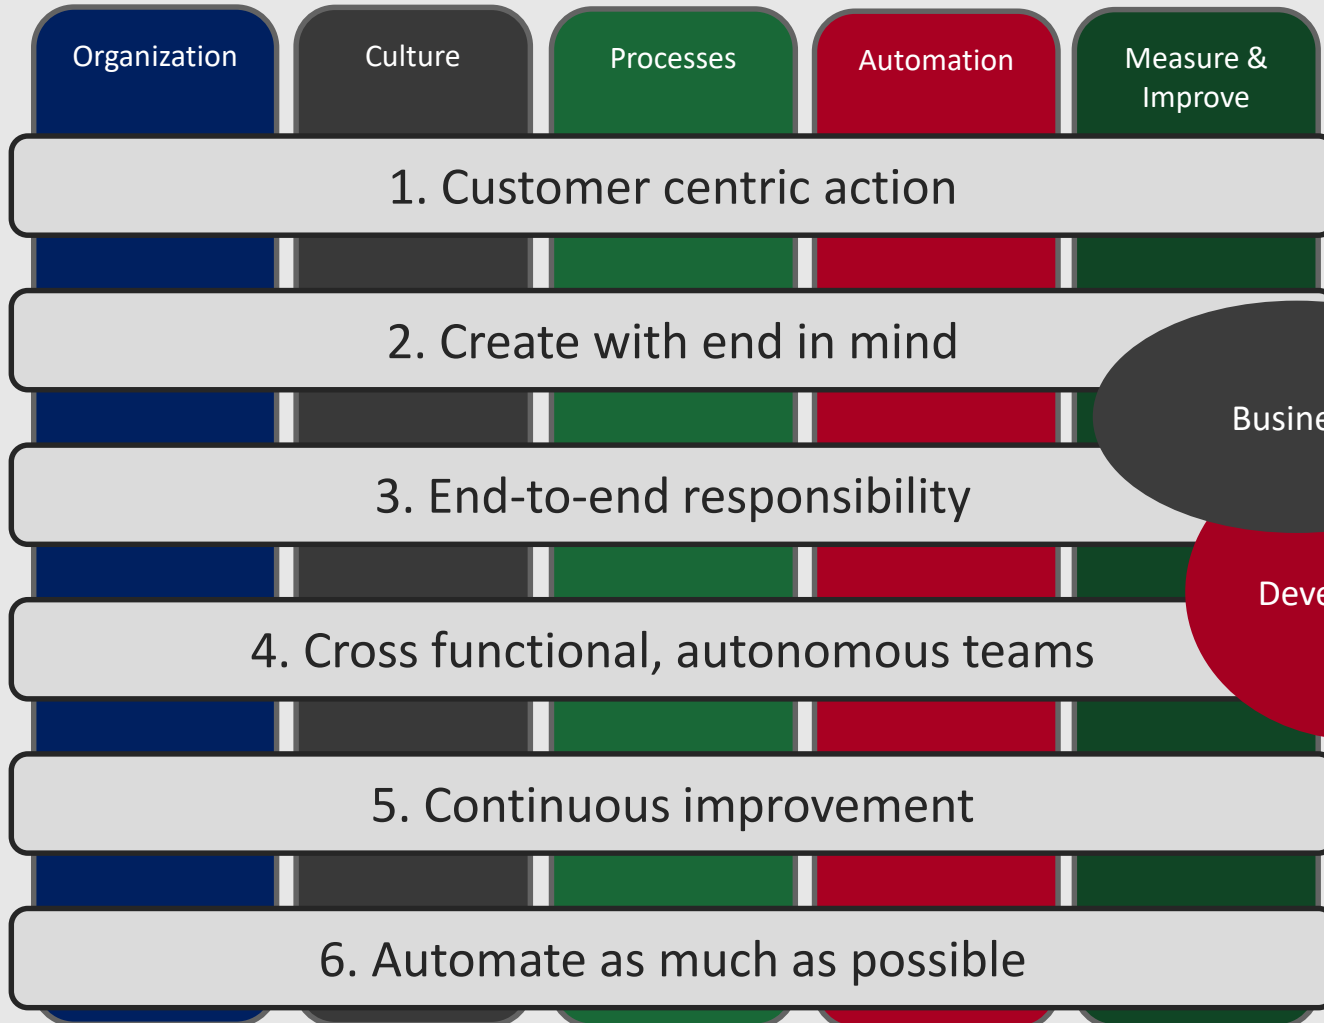 Organization
Culture
Processes
Automation
Measure &
Improve
1. Customer centric action
2. Create with end in mind
3. End-to-end responsibility
4. Cross functional, autonomous teams
5. Continuous improvement
6. Automate as much as possible